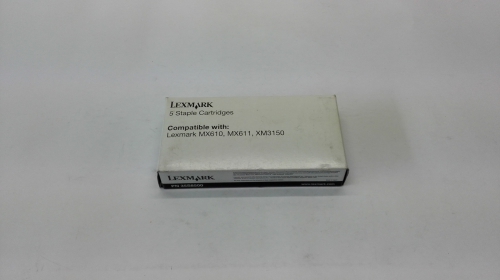 LEXMARK
5 Staple Cartridges
Compatible with:
Lexmark MX610, MX611, XM3150
LEXMARK